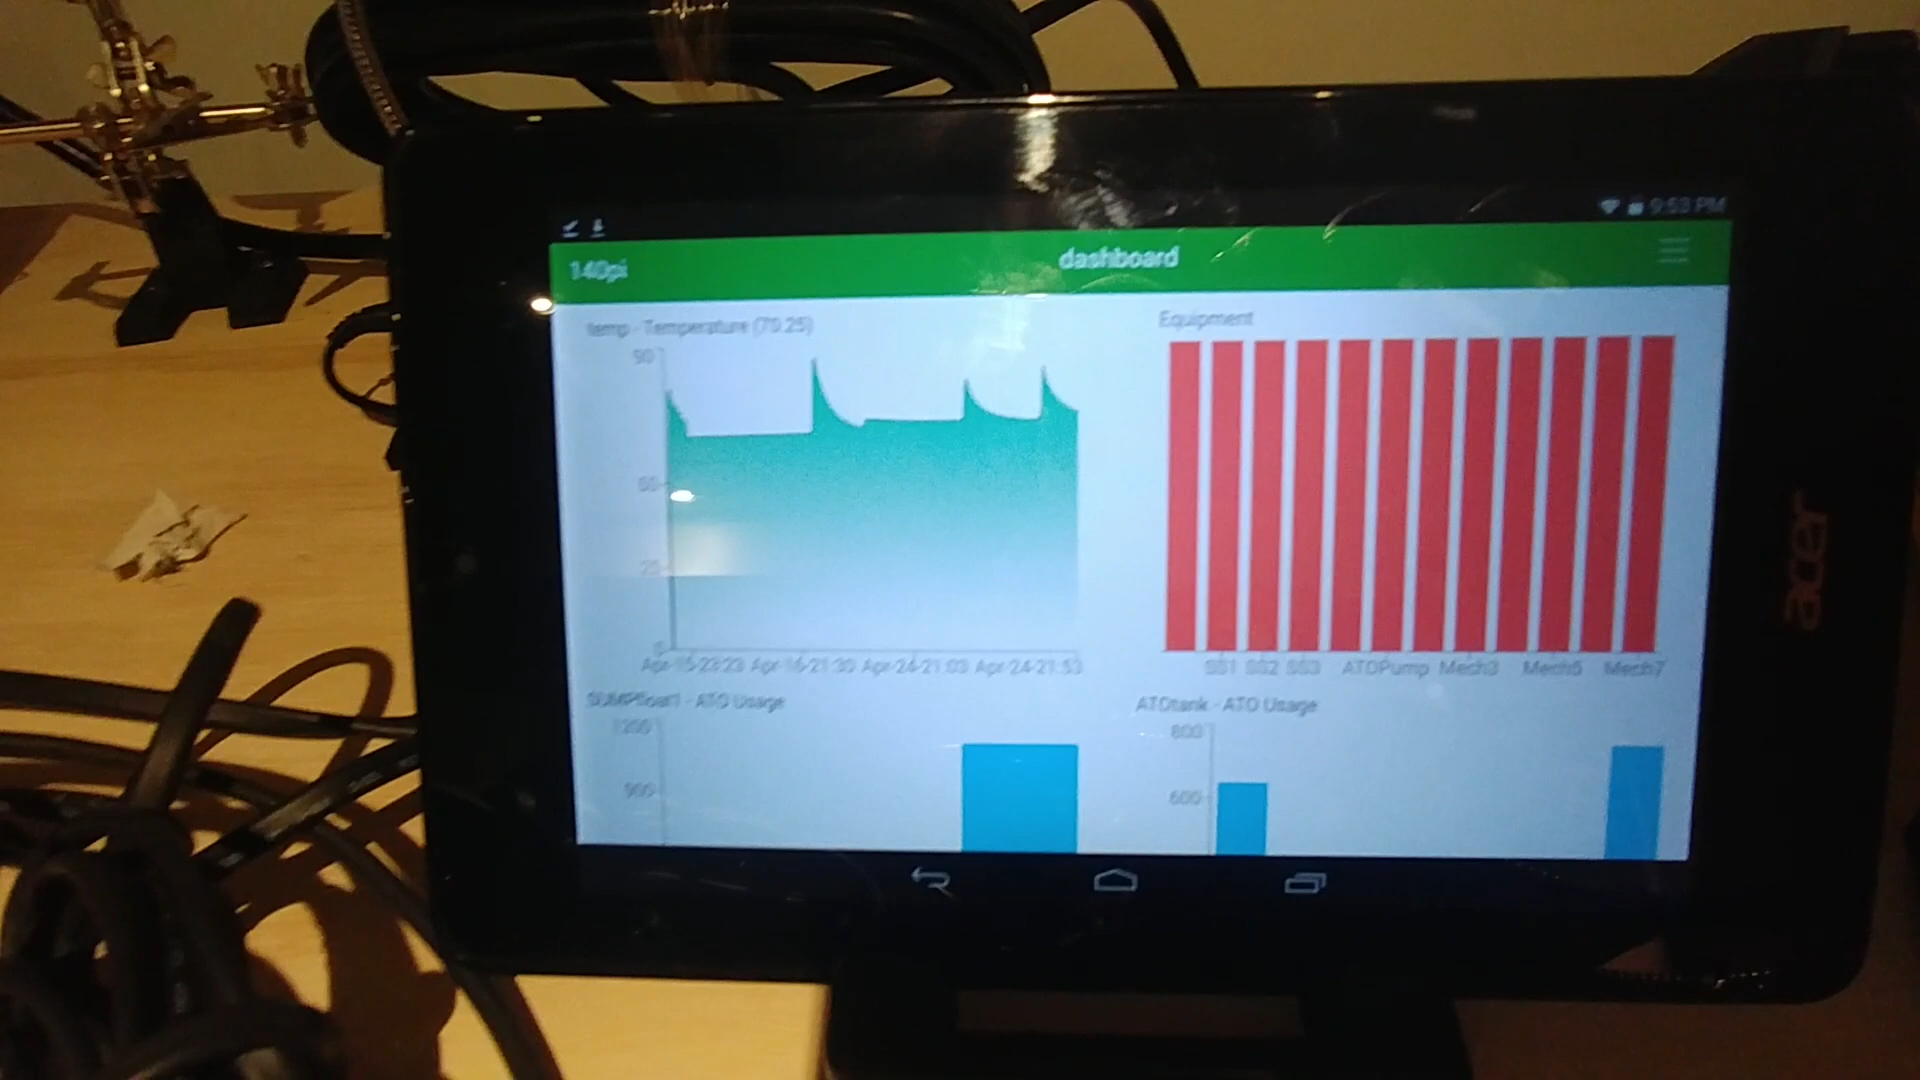 9:53 PM
140pi
dashboard
temp - Temperature (70.25)
90
60
0
Apr-15-23:23 Apr-16-21:30 Apr-24-21:03 Apr-24-21:53
Equipment
SS1 SS2 SS3 ATOPump Mech3 Mech5 Mech7
SUMPfloat1 - ATO Usage
1200
900
ATOtank - ATO Usage
800
600
acer